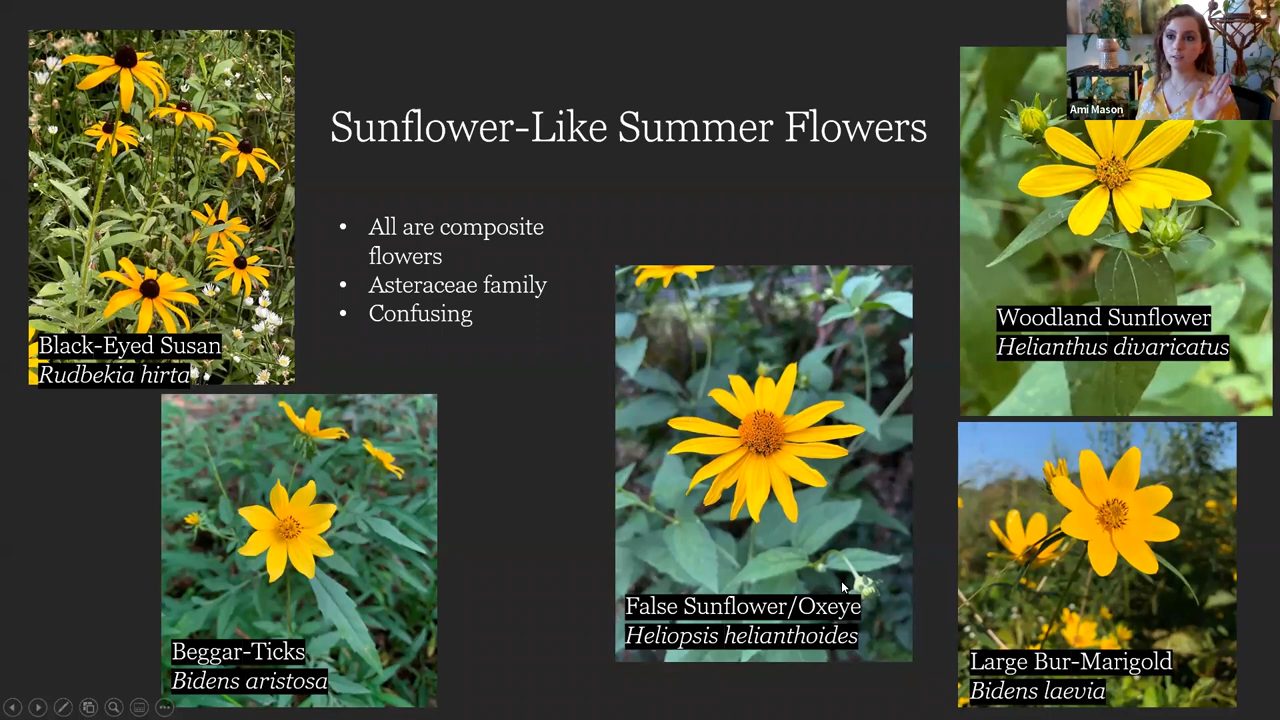 Ami Mason
Sunflower-Like Summer Flowers
• All are composite
flowers
• Asteraceae family
• Confusing
Black-Eyed Susan
Rudbekia hirta
Beggar-Ticks
Bidens aristosa
False Sunflower/Oxeye
Heliopsis helianthoides
Woodland Sunflower
Helianthus divaricatus
Large Bur-Marigold
Bidens laevia